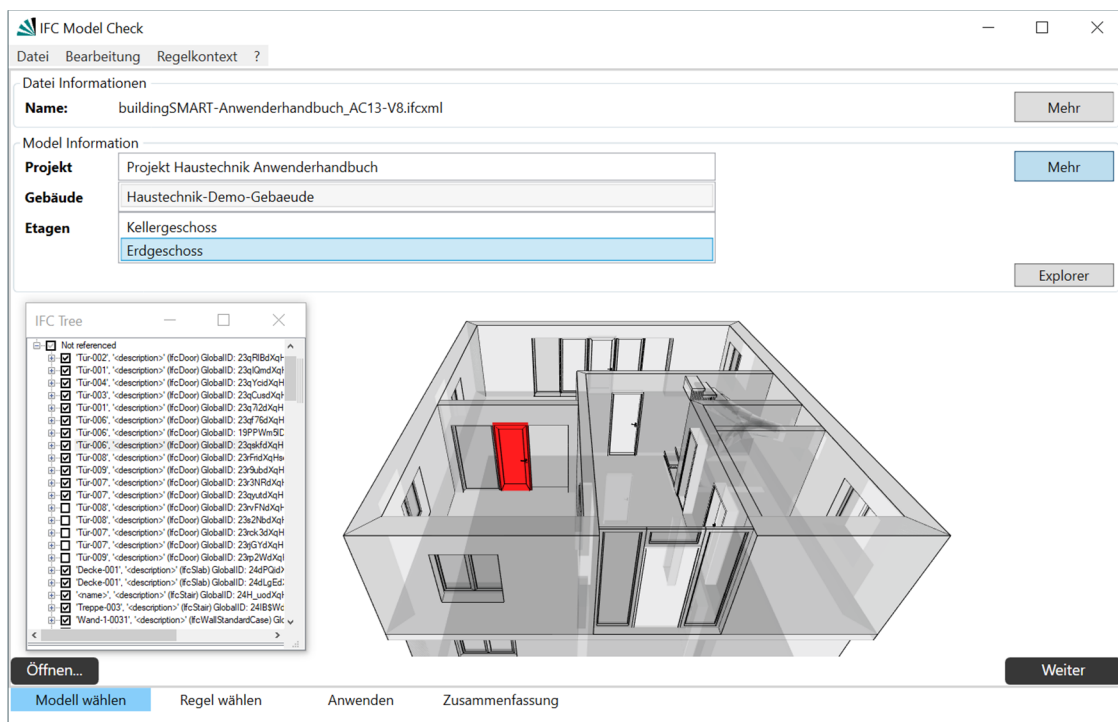 IFC Model Check
Datei Bearbeitung Regelkontext ?
Datei Informationen
Name: buildingSMART-Anwenderhandbuch_AC13-V8.ifcxml Mehr
Model Information
Projekt Projekt Haustechnik Anwenderhandbuch Mehr
Gebäude Haustechnik-Demo-Gebaeude
Etagen Kellergeschoss
Erdgeschoss
Explorer
IFC Tree
Not referenced
'Tür-002', '<description>' (IfcDoor) GlobalID: 23qRlBdXqH
'Tür-001', '<description>' (IfcDoor) GlobalID: 23qIQmdXqH
'Tür-004', '<description>' (IfcDoor) GlobalID: 23qYcidXqH
'Tür-003', '<description>' (IfcDoor) GlobalID: 23qCusdXqH
'Tür-001', '<description>' (IfcDoor) GlobalID: 23q7i2dXqH
'Tür-006', '<description>' (IfcDoor) GlobalID: 23qf76dXqH
'Tür-006', '<description>' (IfcDoor) GlobalID:
'Tür-006', '<description>' (IfcDoor) GlobalID: 23qskfdXqH
'Tür-008', '<description>' (IfcDoor) GlobalID:
'Tür-009', '<description>' (IfcDoor) GlobalID: 23r9ubdXqH
'Tür-007', '<description>' (IfcDoor) GlobalID: 23r3NRdXqH
'Tür-007', '<description>' (IfcDoor) GlobalID: 23qyutdXqH
'Tür-008', '<description>' (IfcDoor) GlobalID: 23rvFNdXqH
'Tür-008', '<description>' (IfcDoor) GlobalID: 23s2NbdXqH
'Tür-007', '<description>' (IfcDoor) GlobalID: 23rck3dXqH
'Tür-007', '<description>' (IfcDoor) GlobalID: 23rjGYdXqH
'Tür-009', '<description>' (IfcDoor) GlobalID: 23rp2WdXqH
'Decke-001', '<description>' (IfcSlab) GlobalID:
'Decke-001', '<description>' (IfcSlab) GlobalID:
'<name>', '<description>' (IfcStair) GlobalID: 24H_uodXqH
'Treppe-003', '<description>' (IfcStair) GlobalID:
'Wand-1-0031', '<description>' (IfcWallStandardCase)
Öffnen... Weiter
Modell wählen Regel wählen Anwenden Zusammenfassung